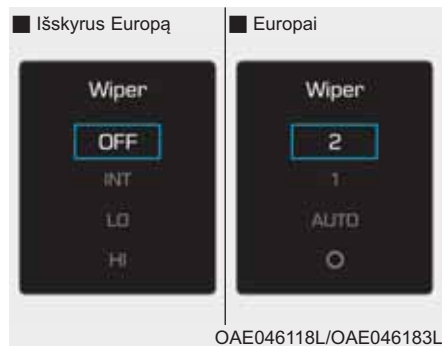 ■ Išskyrus Europą
■ Europai
Wiper
OFF
INT
LO
HI
Wiper
2
1
AUTO
O
OAE046118L/OAE046183L